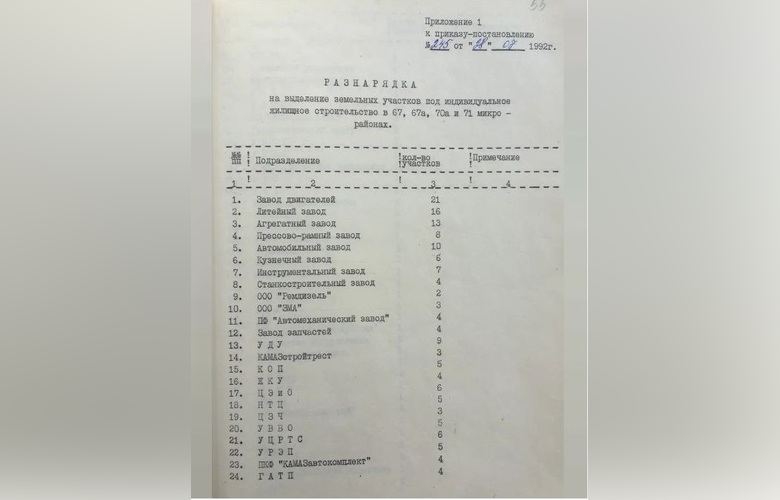 55
Приложение 1
к приказу-постановлению
№ 245 от "28" 07 1992г.
РАЗНАРЯДКА
на выделение земельных участков под индивидуальное
жилищное строительство в 67, 67а, 70а и 71 микро -
районах.
№№ пп ! Подразделение ! кол-во участков ! Примечание
1 ! 2 ! 3 ! 4
1. Завод двигателей 21
2. Литейный завод 16
3. Агрегатный завод 13
4. Прессово-рамный завод 8
5. Автомобильный завод 10
6. Кузнечный завод 6
7. Инструментальный завод 7
8. Станкостроительный завод 4
9. ООО "Ремдизель" 2
10. ООО "ЗМА" 3
11. ПФ "Автомеханический завод" 4
12. Завод запчастей 4
13. У Д У 9
14. КАМАЗстройтрест 3
15. К О П 5
16. Ж К У 4
17. Ц Э и О 6
18. Н Т Ц 5
19. Ц З Ч 3
20. У В В О 5
21. У Ц Р Т С 6
22. У Р Э П 5
23. ПКФ "КАМАЗавтокомплект" 4
24. Г А Т П 4